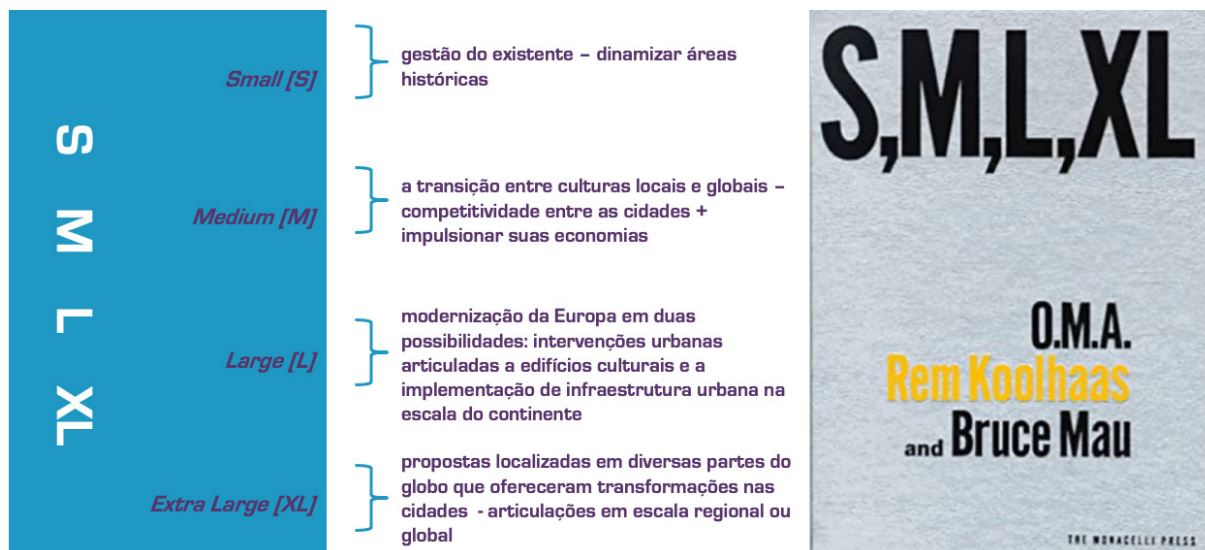 S M L XL
Small [S]
gestão do existente – dinamizar áreas
históricas
Medium [M]
a transição entre culturas locais e globais –
competitividade entre as cidades +
impulsionar suas economias
Large [L]
modernização da Europa em duas
possibilidades: intervenções urbanas
articuladas a edifícios culturais e a
implementação de infraestrutura urbana na
escala do continente
Extra Large [XL]
propostas localizadas em diversas partes do
globo que ofereceram transformações nas
cidades - articulações em escala regional ou
global
S,M,L,XL
O.M.A.
Rem Koolhaas
and Bruce Mau
THE MONACELLI PRESS